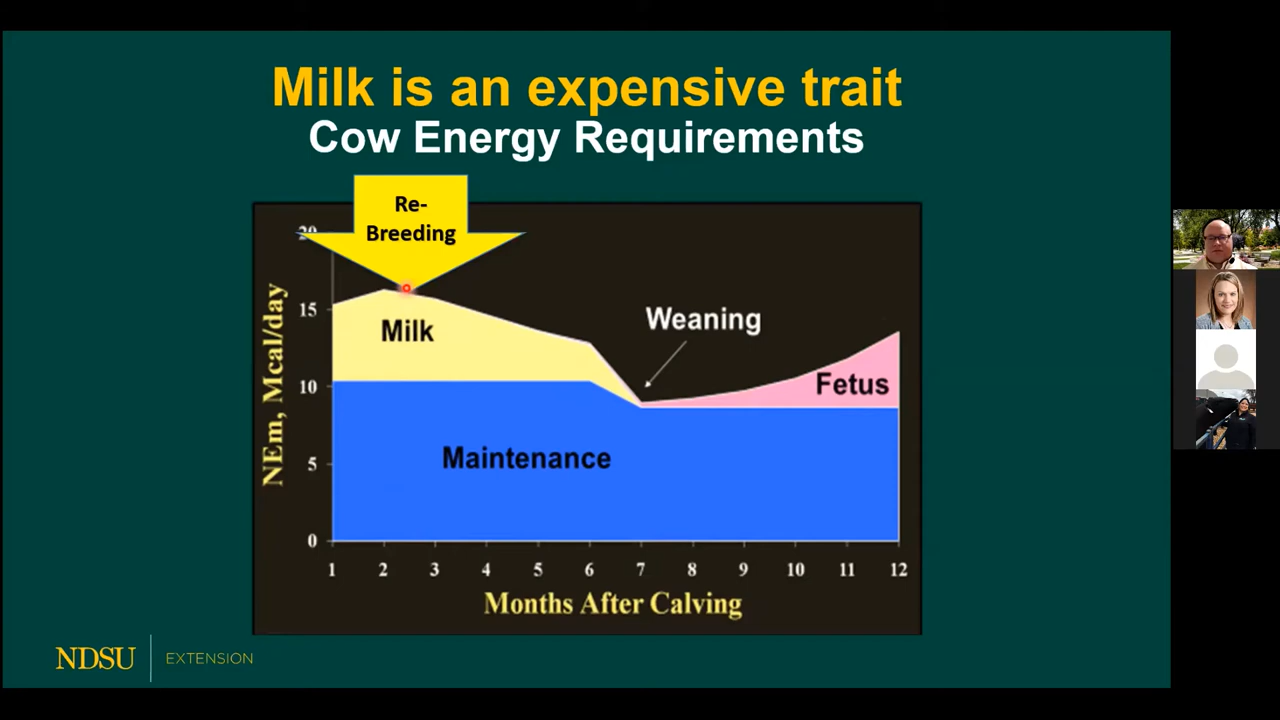 Milk is an expensive trait
Cow Energy Requirements
Re-
Breeding
20
15
10
5
0
NEm, Mcal/day
Milk
Weaning
Fetus
Maintenance
1 2 3 4 5 6 7 8 9 10 11 12
Months After Calving
NDSU EXTENSION